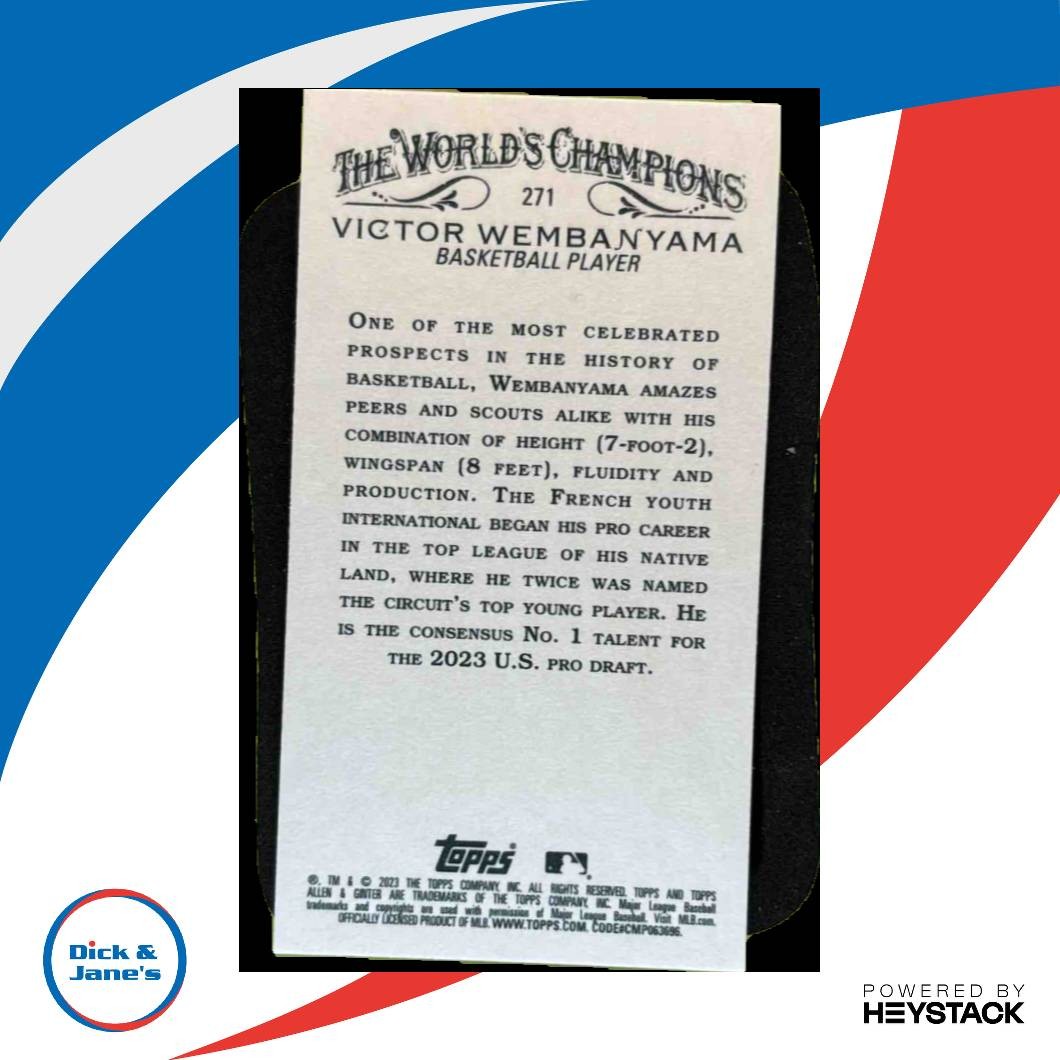 THE WORLD'S CHAMPIONS
271
VICTOR WEMBANYAMA
BASKETBALL PLAYER
ONE OF THE MOST CELEBRATED
PROSPECTS IN THE HISTORY OF
BASKETBALL, WEMBANYAMA AMAZES
PEERS AND SCOUTS ALIKE WITH HIS
COMBINATION OF HEIGHT (7-FOOT-2),
WINGSPAN (8 FEET), FLUIDITY AND
PRODUCTION. THE FRENCH YOUTH
INTERNATIONAL BEGAN HIS PRO CAREER
IN THE TOP LEAGUE OF HIS NATIVE
LAND, WHERE HE TWICE WAS NAMED
THE CIRCUIT'S TOP YOUNG PLAYER. HE
IS THE CONSENSUS NO. 1 TALENT FOR
THE 2023 U.S. PRO DRAFT.
Topps
®, TM & © 2023 THE TOPPS COMPANY, INC. ALL RIGHTS RESERVED. TOPPS AND TOPPS
ALLEN & GINTER ARE TRADEMARKS OF THE TOPPS COMPANY, INC. Major League Baseball
trademarks and copyrights are used with permission of Major League Baseball. Visit MLB.com.
OFFICIALLY LICENSED PRODUCT OF MLB. WWW.TOPPS.COM. CODE#CMP063696.
Dick &
Jane's
POWERED BY
HEYSTACK